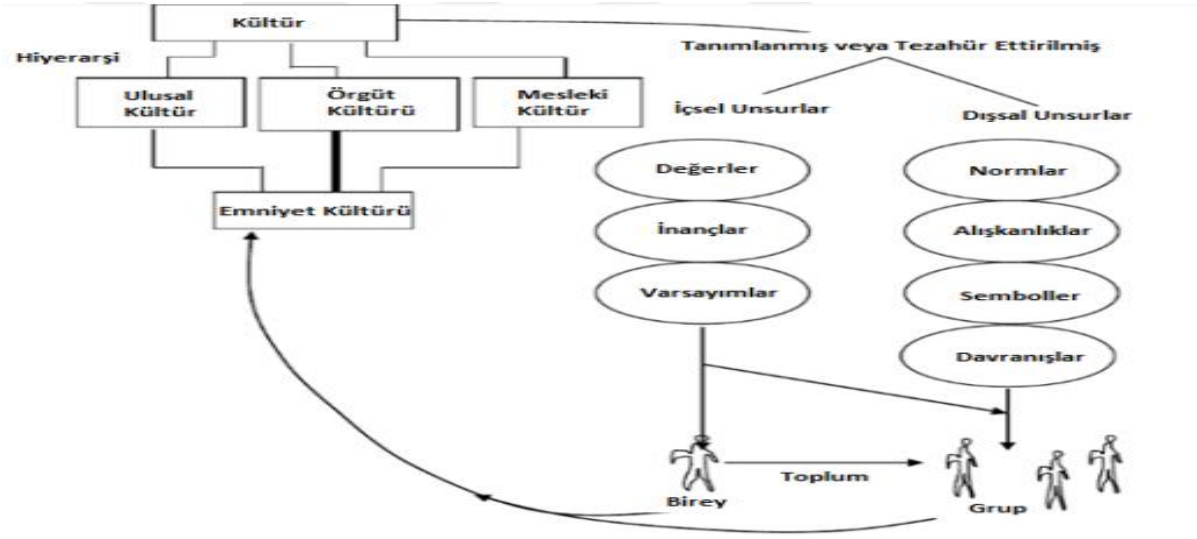 Kültür
Tanımlanmış veya Tezahür Ettirilmiş
Hiyerarşi
Ulusal
Kültür
Örgüt
Kültürü
Mesleki
Kültür
İçsel Unsurlar
Dışsal Unsurlar
Değerler
Normlar
Emniyet Kültürü
İnançlar
Alışkanlıklar
Varsayımlar
Semboller
Davranışlar
Toplum
Birey
Grup